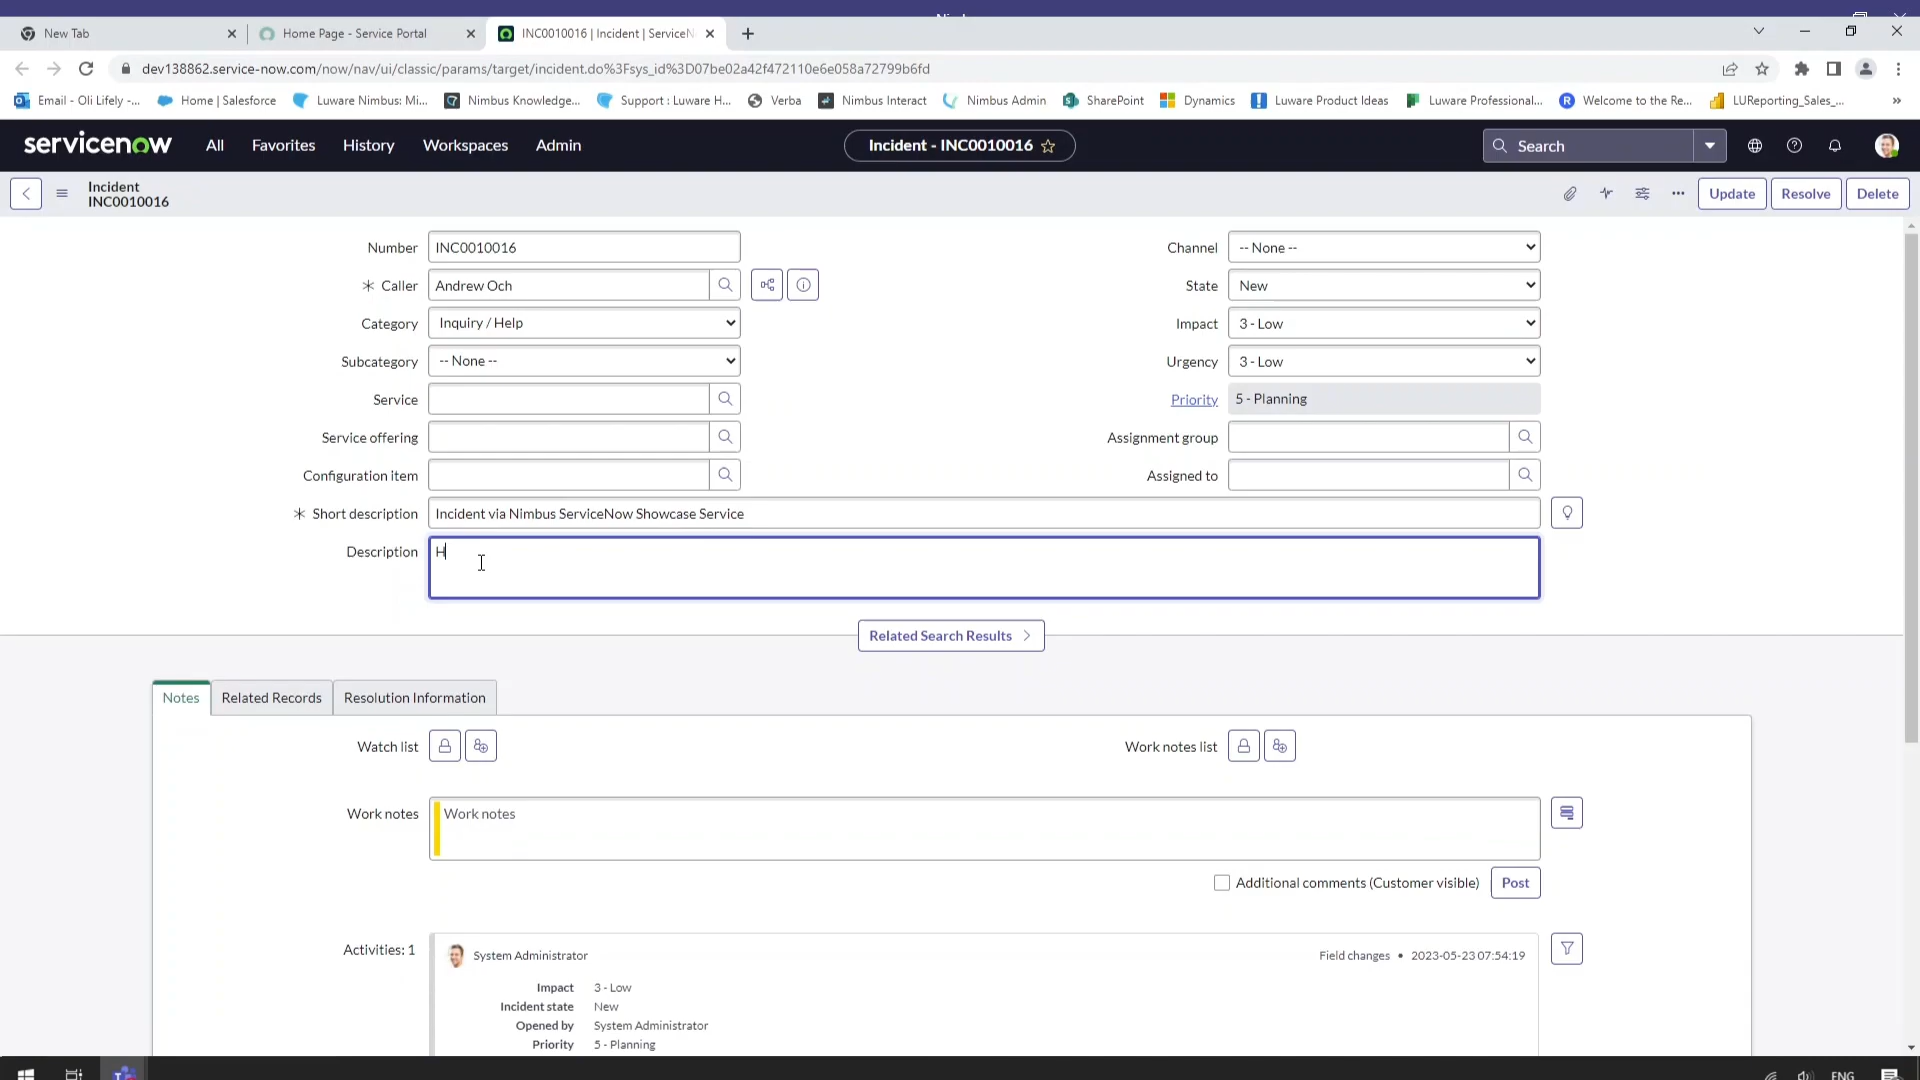 New Tab
Home Page - Service Portal
INC0010016 | Incident | ServiceN
dev138862.service-now.com/now/nav/ui/classic/params/target/incident.do%3Fsys_id%3D07be02a42f472110e6e058a72799b6fd
Email - Oli Lifely -...
Home | Salesforce
Luware Nimbus: Mi...
Nimbus Knowledge...
Support : Luware H...
Verba
Nimbus Interact
Nimbus Admin
SharePoint
Dynamics
Luware Product Ideas
Luware Professional...
Welcome to the Re...
LUReporting_Sales_...
servicenow
All
Favorites
History
Workspaces
Admin
Incident - INC0010016
Search
Incident
INC0010016
Update
Resolve
Delete
Number INC0010016
Channel -- None --
Caller Andrew Och
State New
Category Inquiry / Help
Impact 3 - Low
Subcategory -- None --
Urgency 3 - Low
Service
Priority 5 - Planning
Service offering
Assignment group
Configuration item
Assigned to
Short description Incident via Nimbus ServiceNow Showcase Service
Description H
Related Search Results
Notes
Related Records
Resolution Information
Watch list
Work notes list
Work notes Work notes
Additional comments (Customer visible)
Post
Activities: 1
System Administrator
Field changes • 2023-05-23 07:54:19
Impact 3 - Low
Incident state New
Opened by System Administrator
Priority 5 - Planning
ENG